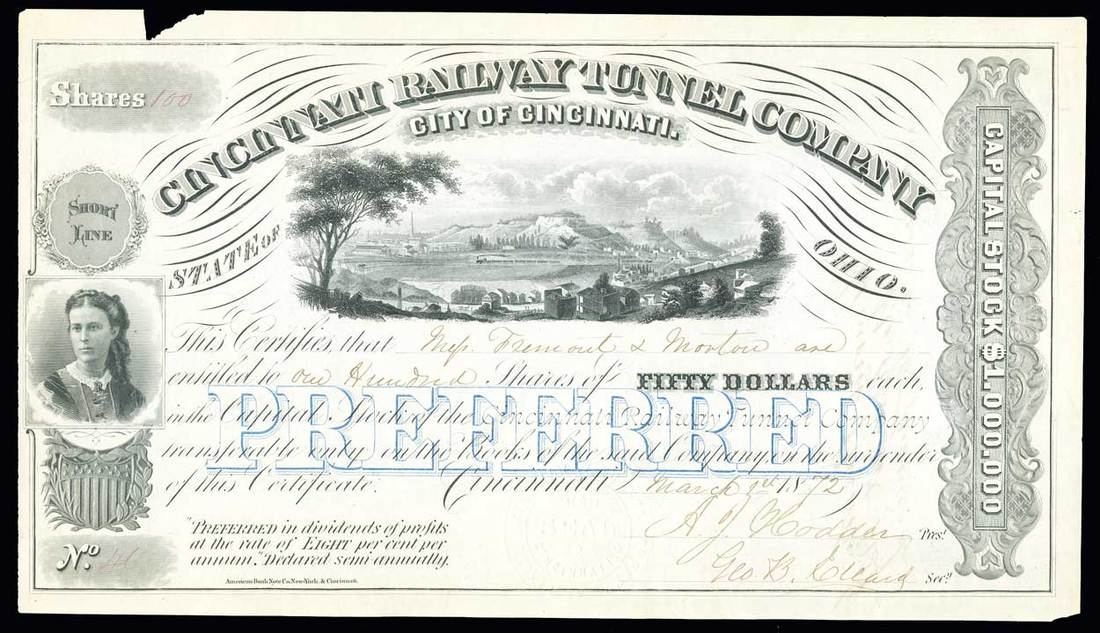 Shares 100
CINCINNATI RAILWAY TUNNEL COMPANY
CITY OF CINCINNATI.
SHORT
LINE
STATE OF OHIO.
CAPITAL STOCK $1,000,000
This Certifies, that Mess. Fremont & Morton are
entitled to One Hundred Shares of FIFTY DOLLARS each,
in the Capital Stock of the Cincinnati Railway Tunnel Company
PREFERRED
transferable only on the Books of the said Company, on the surrender
of this Certificate. Cincinnati March 1872
"PREFERRED in dividends of profits
at the rate of EIGHT per cent per
annum." Declared semi annually.
A. J. Hodder Prest.
Geo B. Secy.
No.
American Bank Note Co. New-York. & Cincinnati.